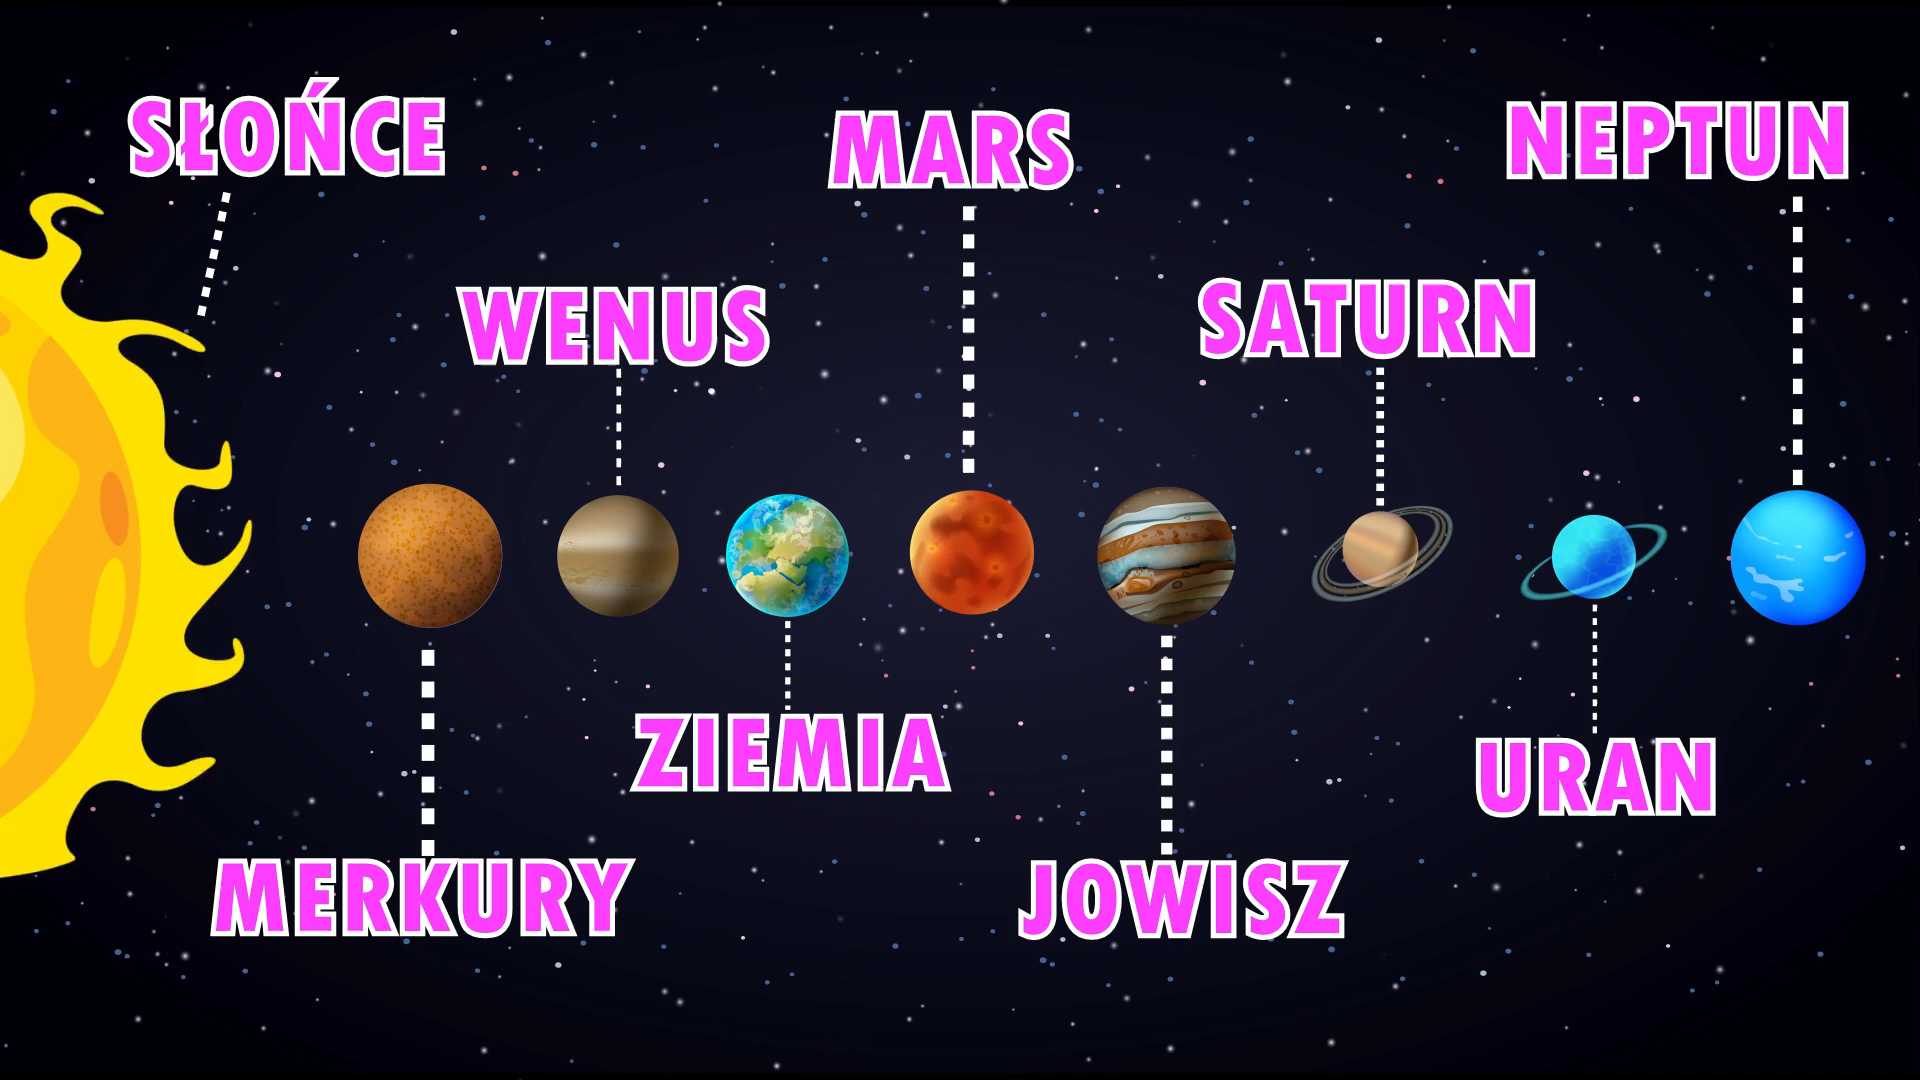 SŁOŃCE
MARS
NEPTUN
WENUS
SATURN
ZIEMIA
URAN
MERKURY
JOWISZ